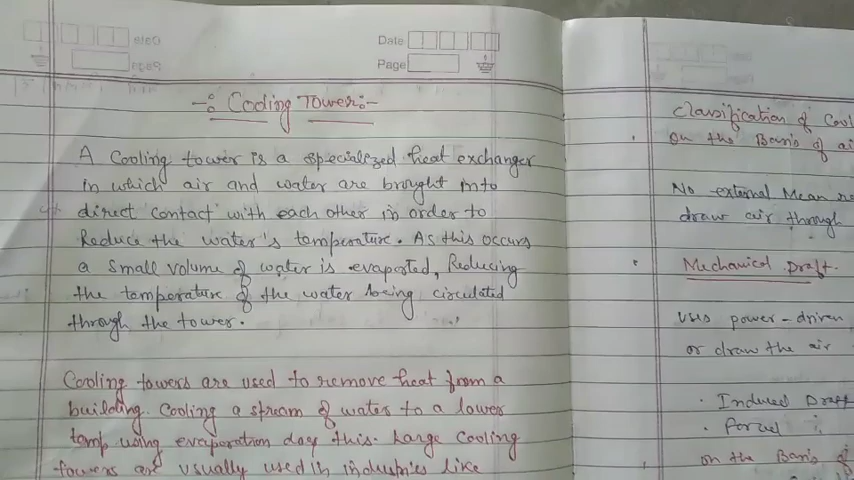 Date
Page
-: Cooling Tower:-
A Cooling tower is a specialized heat exchanger
in which air and water are brought into
direct contact with each other in order to
Reduce the water's temperature. As this occurs
a small volume of water is evaported, Reducing
the temperature of the water being circulated
through the tower.
Cooling towers are used to remove heat from a
building. Cooling a stream of water to a lower
temp using evaporation this. Large Cooling
towers are usually used in industries like
Classification of Cool
on the Basis of ai
No external Mean
draw air through
Mechanical Draft.
Uses power-driven
or draw the air
· Induced Draft
· Forced
on the Basis of